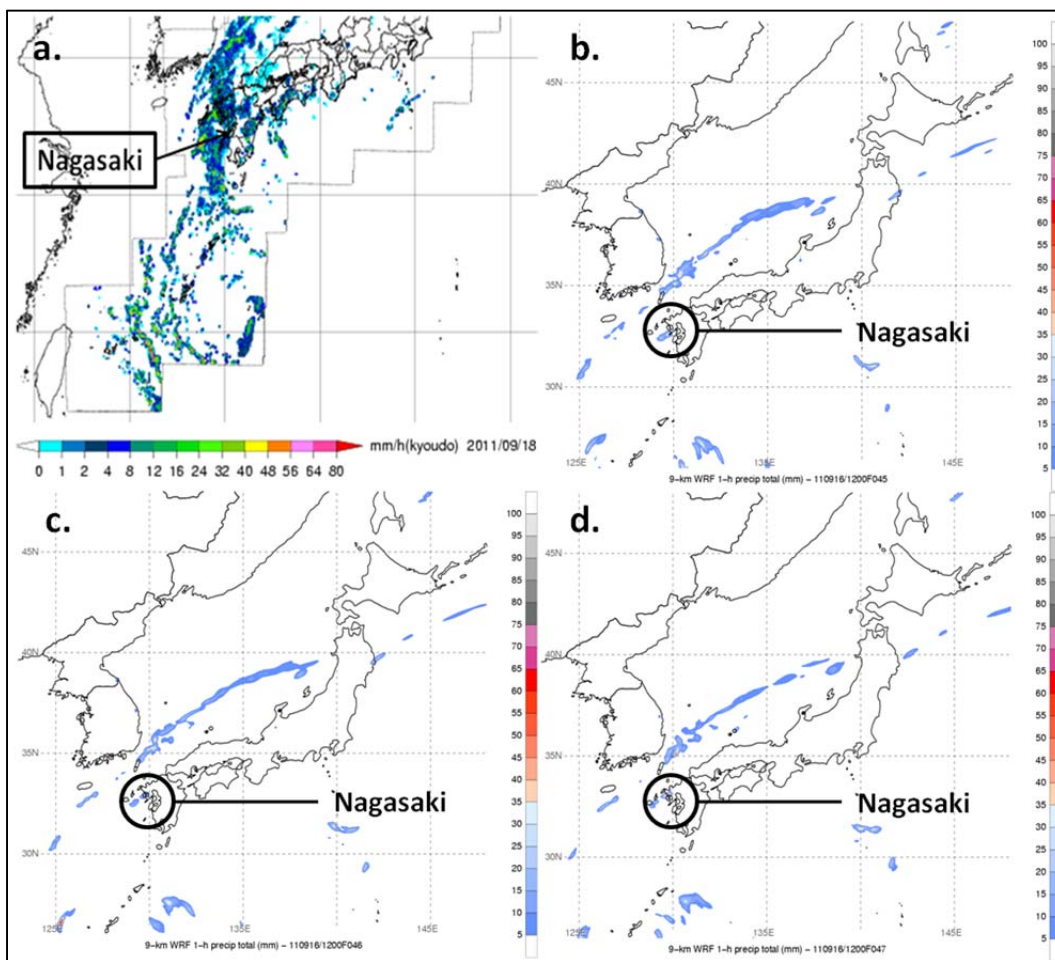 a.
Nagasaki
mm/h(kyoudo) 2011/09/18
0 1 2 4 8 12 16 24 32 40 48 56 64 80
b.
45N
40N
35N
30N
125E 135E 145E
Nagasaki
9-km WRF 1-h precip total (mm) – 110916/1200F045
100
95
90
85
80
75
70
65
60
55
50
45
40
35
30
25
20
15
10
5
c.
45N
40N
35N
30N
125E 135E 145E
Nagasaki
9-km WRF 1-h precip total (mm) – 110916/1200F046
100
95
90
85
80
75
70
65
60
55
50
45
40
35
30
25
20
15
10
5
d.
45N
40N
35N
30N
125E 135E 145E
Nagasaki
9-km WRF 1-h precip total (mm) – 110916/1200F047
100
95
90
85
80
75
70
65
60
55
50
45
40
35
30
25
20
15
10
5